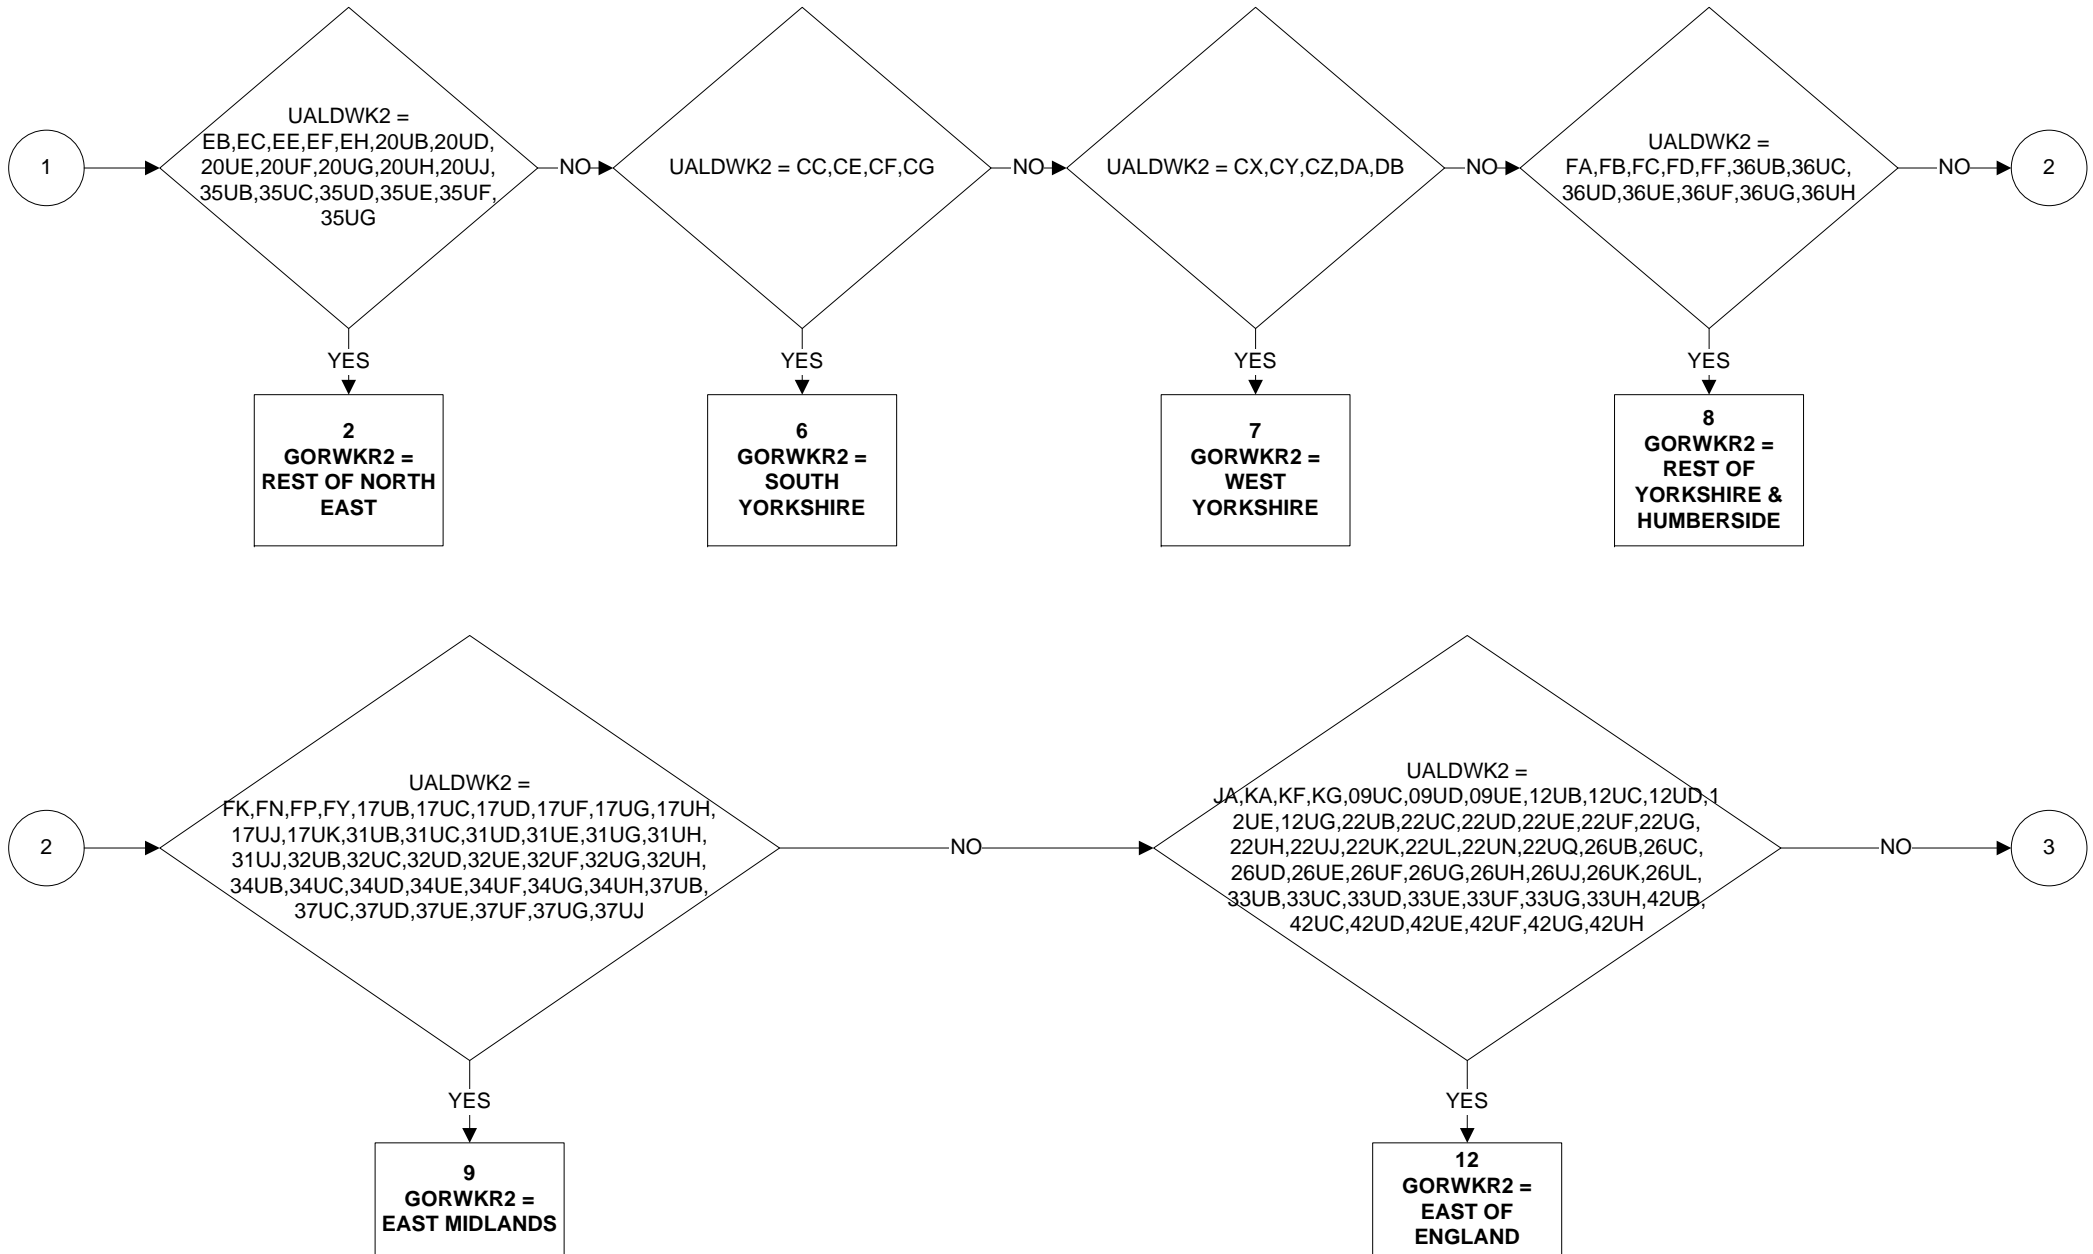 1
UALDWK2 =
EB,EC,EE,EF,EH,20UB,20UD,
20UE,20UF,20UG,20UH,20UJ,
35UB,35UC,35UD,35UE,35UF,
35UG
NO
UALDWK2 = CC,CE,CF,CG
NO
UALDWK2 = CX,CY,CZ,DA,DB
NO
UALDWK2 =
FA,FB,FC,FD,FF,36UB,36UC,
36UD,36UE,36UF,36UG,36UH
NO
2
YES
YES
YES
YES
2
GORWKR2 =
REST OF NORTH
EAST
6
GORWKR2 =
SOUTH
YORKSHIRE
7
GORWKR2 =
WEST
YORKSHIRE
8
GORWKR2 =
REST OF
YORKSHIRE &
HUMBERSIDE
2
UALDWK2 =
FK,FN,FP,FY,17UB,17UC,17UD,17UF,17UG,17UH,
17UJ,17UK,31UB,31UC,31UD,31UE,31UG,31UH,
31UJ,32UB,32UC,32UD,32UE,32UF,32UG,32UH,
34UB,34UC,34UD,34UE,34UF,34UG,34UH,37UB,
37UC,37UD,37UE,37UF,37UG,37UJ
NO
UALDWK2 =
JA,KA,KF,KG,09UC,09UD,09UE,12UB,12UC,12UD,1
2UE,12UG,22UB,22UC,22UD,22UE,22UF,22UG,
22UH,22UJ,22UK,22UL,22UN,22UQ,26UB,26UC,
26UD,26UE,26UF,26UG,26UH,26UJ,26UK,26UL,
33UB,33UC,33UD,33UE,33UF,33UG,33UH,42UB,
42UC,42UD,42UE,42UF,42UG,42UH
NO
3
YES
YES
9
GORWKR2 =
EAST MIDLANDS
12
GORWKR2 =
EAST OF
ENGLAND